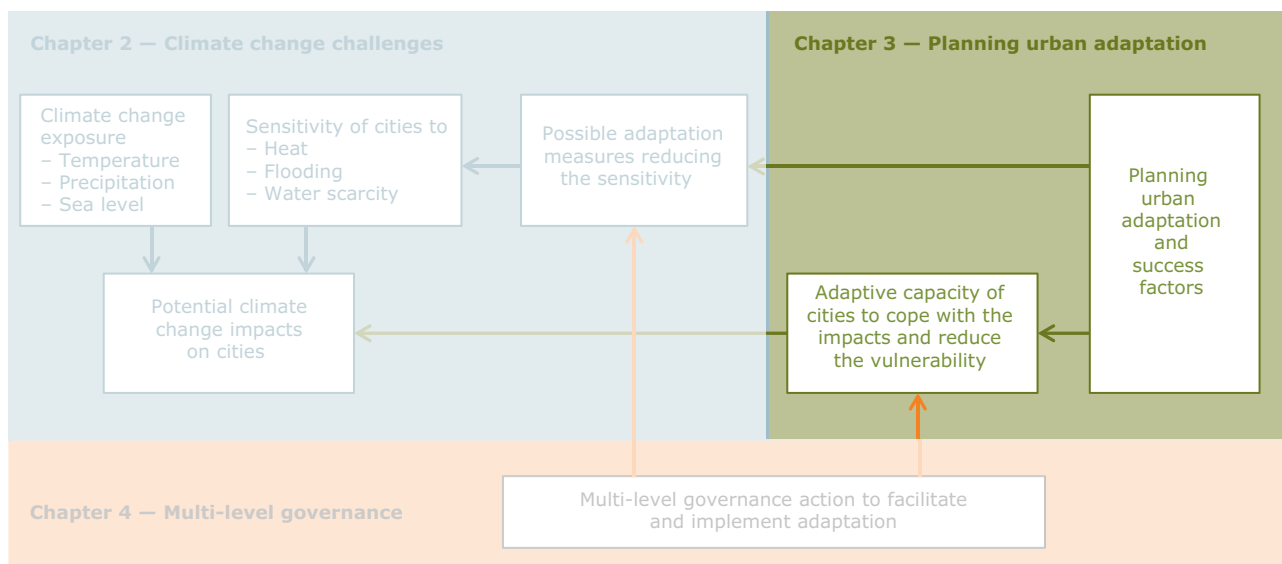 Chapter 2 — Climate change challenges
Chapter 3 — Planning urban adaptation
Climate change
exposure
– Temperature
– Precipitation
– Sea level
Sensitivity of cities to
– Heat
– Flooding
– Water scarcity
Possible adaptation
measures reducing
the sensitivity
Planning
urban
adaptation
and
success
factors
Potential climate
change impacts
on cities
Adaptive capacity of
cities to cope with the
impacts and reduce
the vulnerability
Chapter 4 — Multi-level governance
Multi-level governance action to facilitate
and implement adaptation